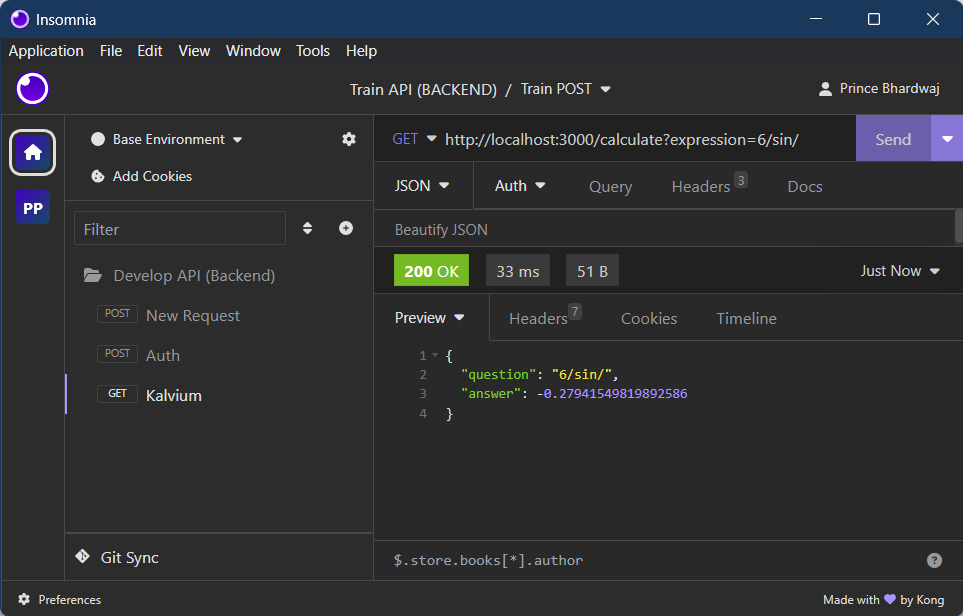 Insomnia
Application File Edit View Window Tools Help
Train API (BACKEND) / Train POST
Prince Bhardwaj
Base Environment
GET http://localhost:3000/calculate?expression=6/sin/
Send
Add Cookies
JSON Auth Query Headers 3 Docs
PP
Filter
Beautify JSON
200 OK 33 ms 51 B Just Now
Develop API (Backend)
POST New Request
POST Auth
GET Kalvium
Preview Headers 7 Cookies Timeline
1 {
2 "question": "6/sin/",
3 "answer": -0.27941549819892586
4 }
Git Sync
$.store.books[*].author
?
Preferences
Made with 💜 by Kong